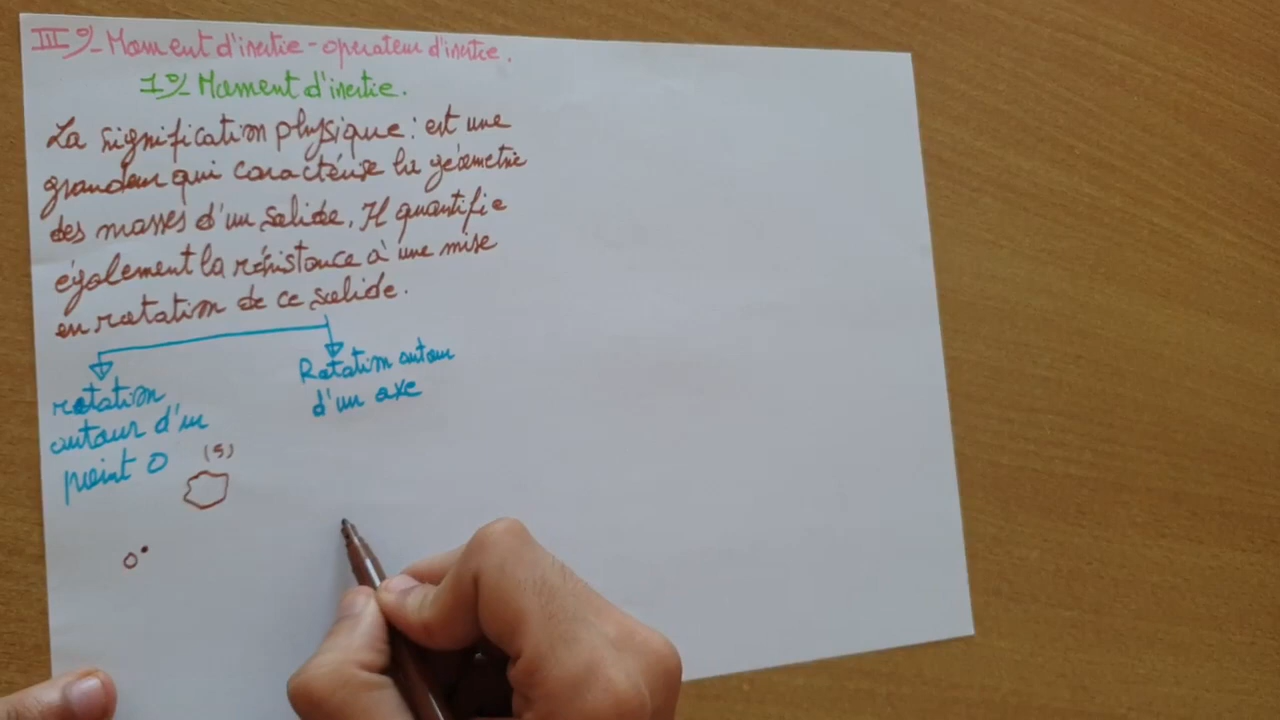 III°/- Moment d'inertie - operateur d'inertie.
1°/- Moment d'inertie.
La signification physique : est une
grandeur qui caractérise la géometrie
des masses d'un solide. Il quantifie
également la résistance à une mise
en rotation de ce solide.
rotation
autour d'un
point O
Rotation autour
d'un axe
(S)
O